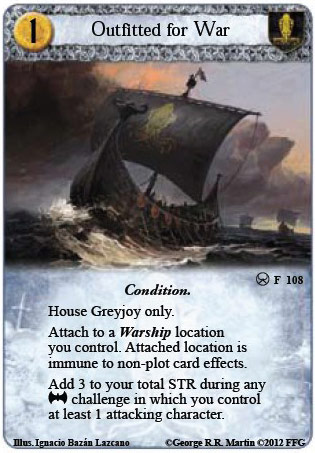 1
Outfitted for War
F 108
Condition.
House Greyjoy only.
Attach to a Warship location
you control. Attached location is
immune to non-plot card effects.
Add 3 to your total STR during any
challenge in which you control
at least 1 attacking character.
Illus. Ignacio Bazán Lazcano
©George R.R. Martin ©2012 FFG